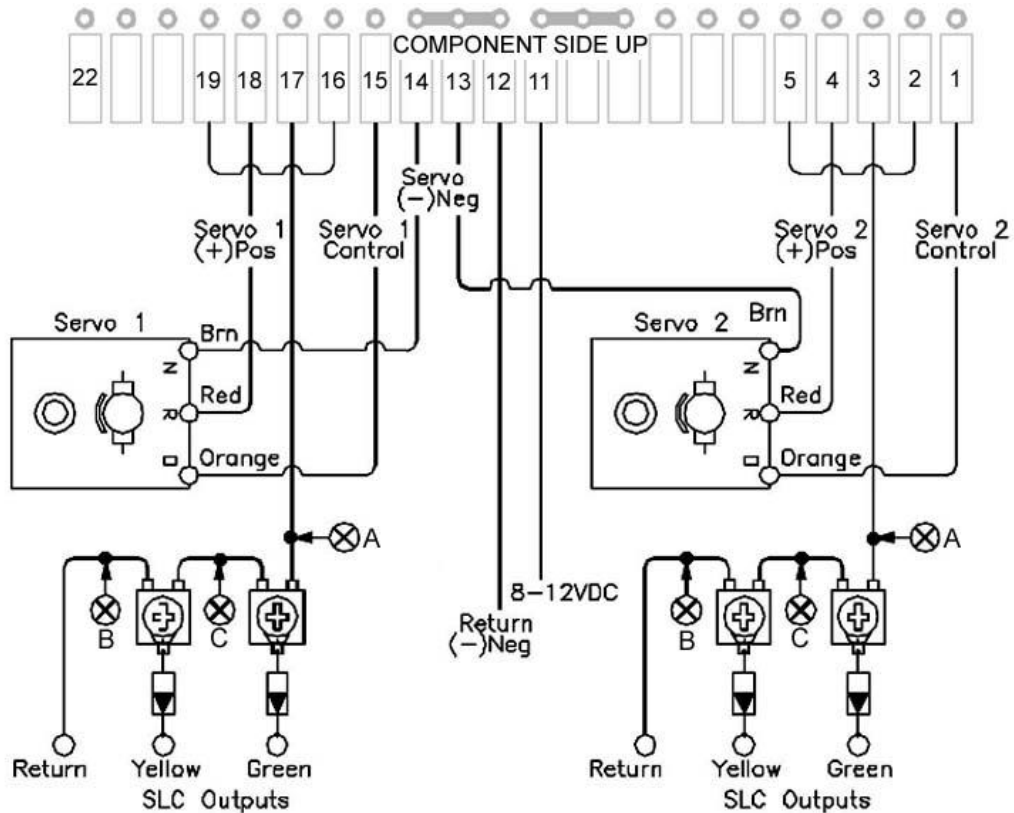 COMPONENT SIDE UP
22 19 18 17 16 15 14 13 12 11 5 4 3 2 1
Servo
(-)Neg
Servo 1
(+)Pos
Servo 1
Control
Servo 2
(+)Pos
Servo 2
Control
Servo 1
Brn
N
Red
R
Orange
O
Servo 2
Brn
N
Red
R
Orange
O
A
B
C
8-12VDC
Return
(-)Neg
A
B
C
Return
Yellow
Green
SLC Outputs
Return
Yellow
Green
SLC Outputs